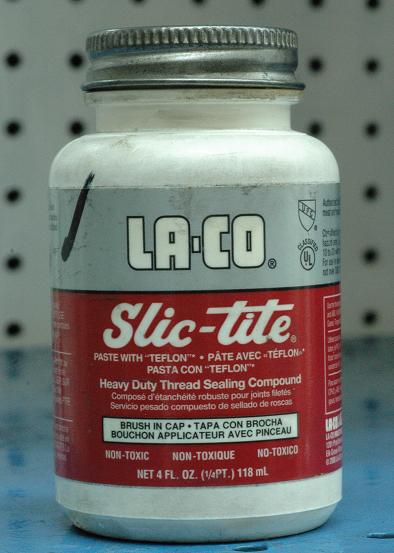 LA-CO®
Slic-tite®
PASTE WITH "TEFLON"* • PÂTE AVEC «TÉFLON»*
PASTA CON "TEFLON"*
Heavy Duty Thread Sealing Compound
Composé d'étanchéité robuste pour joints filetés
Servicio pesado compuesto de sellado de roscas
BRUSH IN CAP • TAPA CON BROCHA
BOUCHON APPLICATEUR AVEC PINCEAU
NON-TOXIC NON-TOXIQUE NO-TOXICO
NET 4 FL. OZ. (1/4PT.) 118 mL
UPC
CLASSIFIED
UL